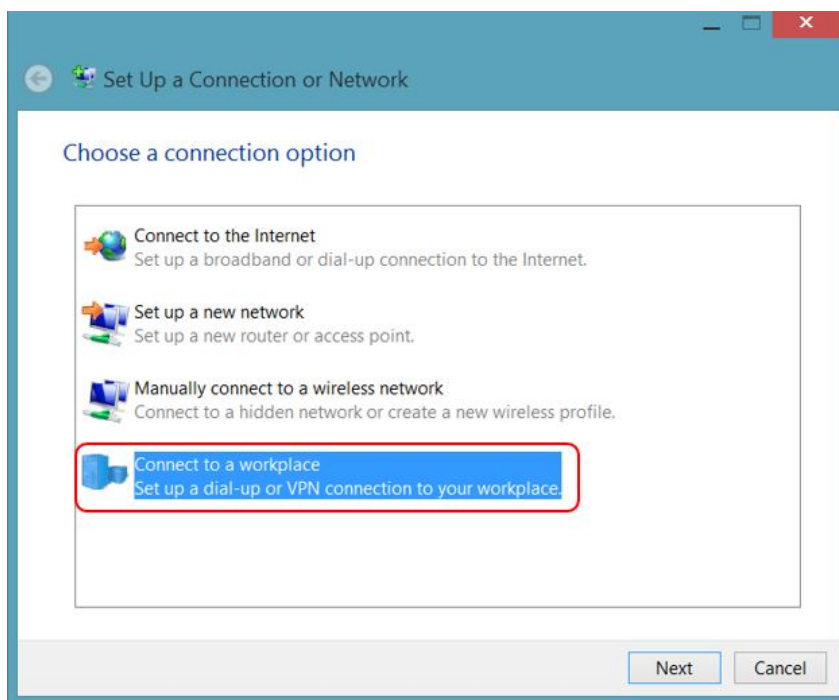 Set Up a Connection or Network
Choose a connection option
Connect to the Internet
Set up a broadband or dial-up connection to the Internet.
Set up a new network
Set up a new router or access point.
Manually connect to a wireless network
Connect to a hidden network or create a new wireless profile.
Connect to a workplace
Set up a dial-up or VPN connection to your workplace.
Next Cancel